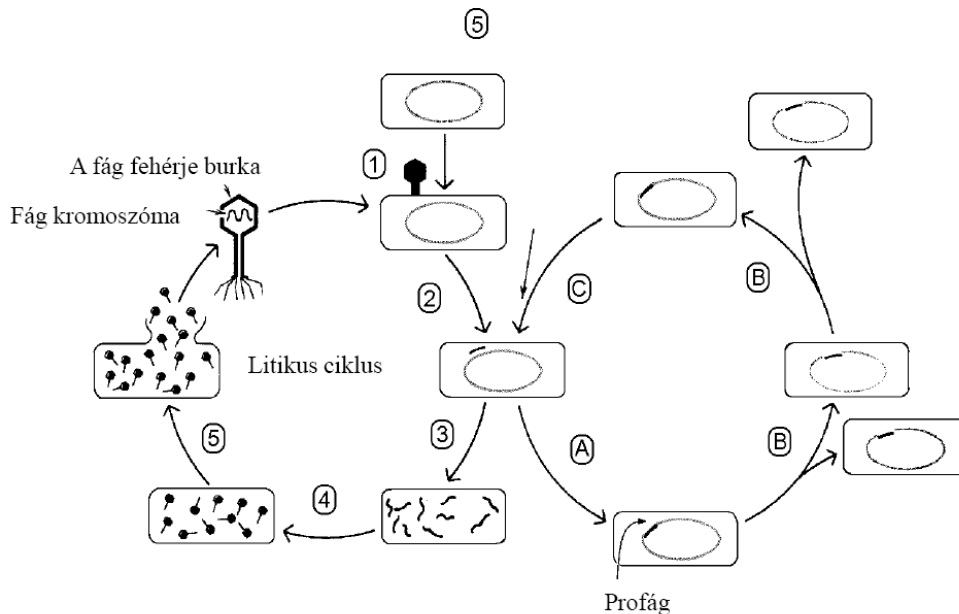 5
A fág fehérje burka
1
Fág kromoszóma
2
C
B
Litikus ciklus
3
5
A
B
4
Profág